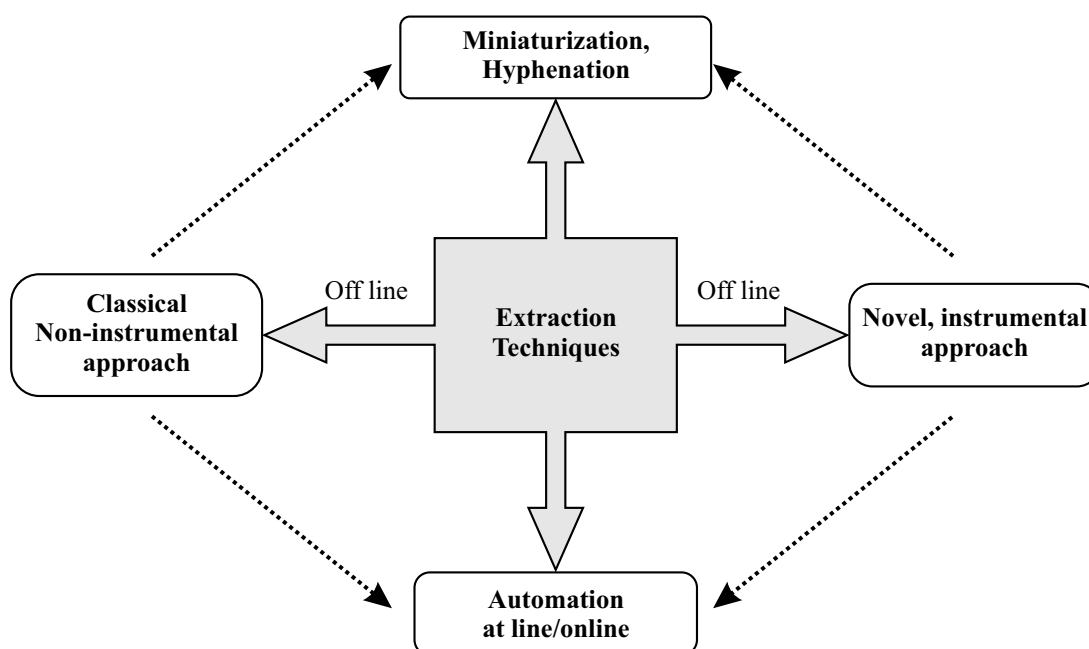 Miniaturization,
Hyphenation
Off line
Off line
Classical
Non-instrumental
approach
Extraction
Techniques
Novel, instrumental
approach
Automation
at line/online